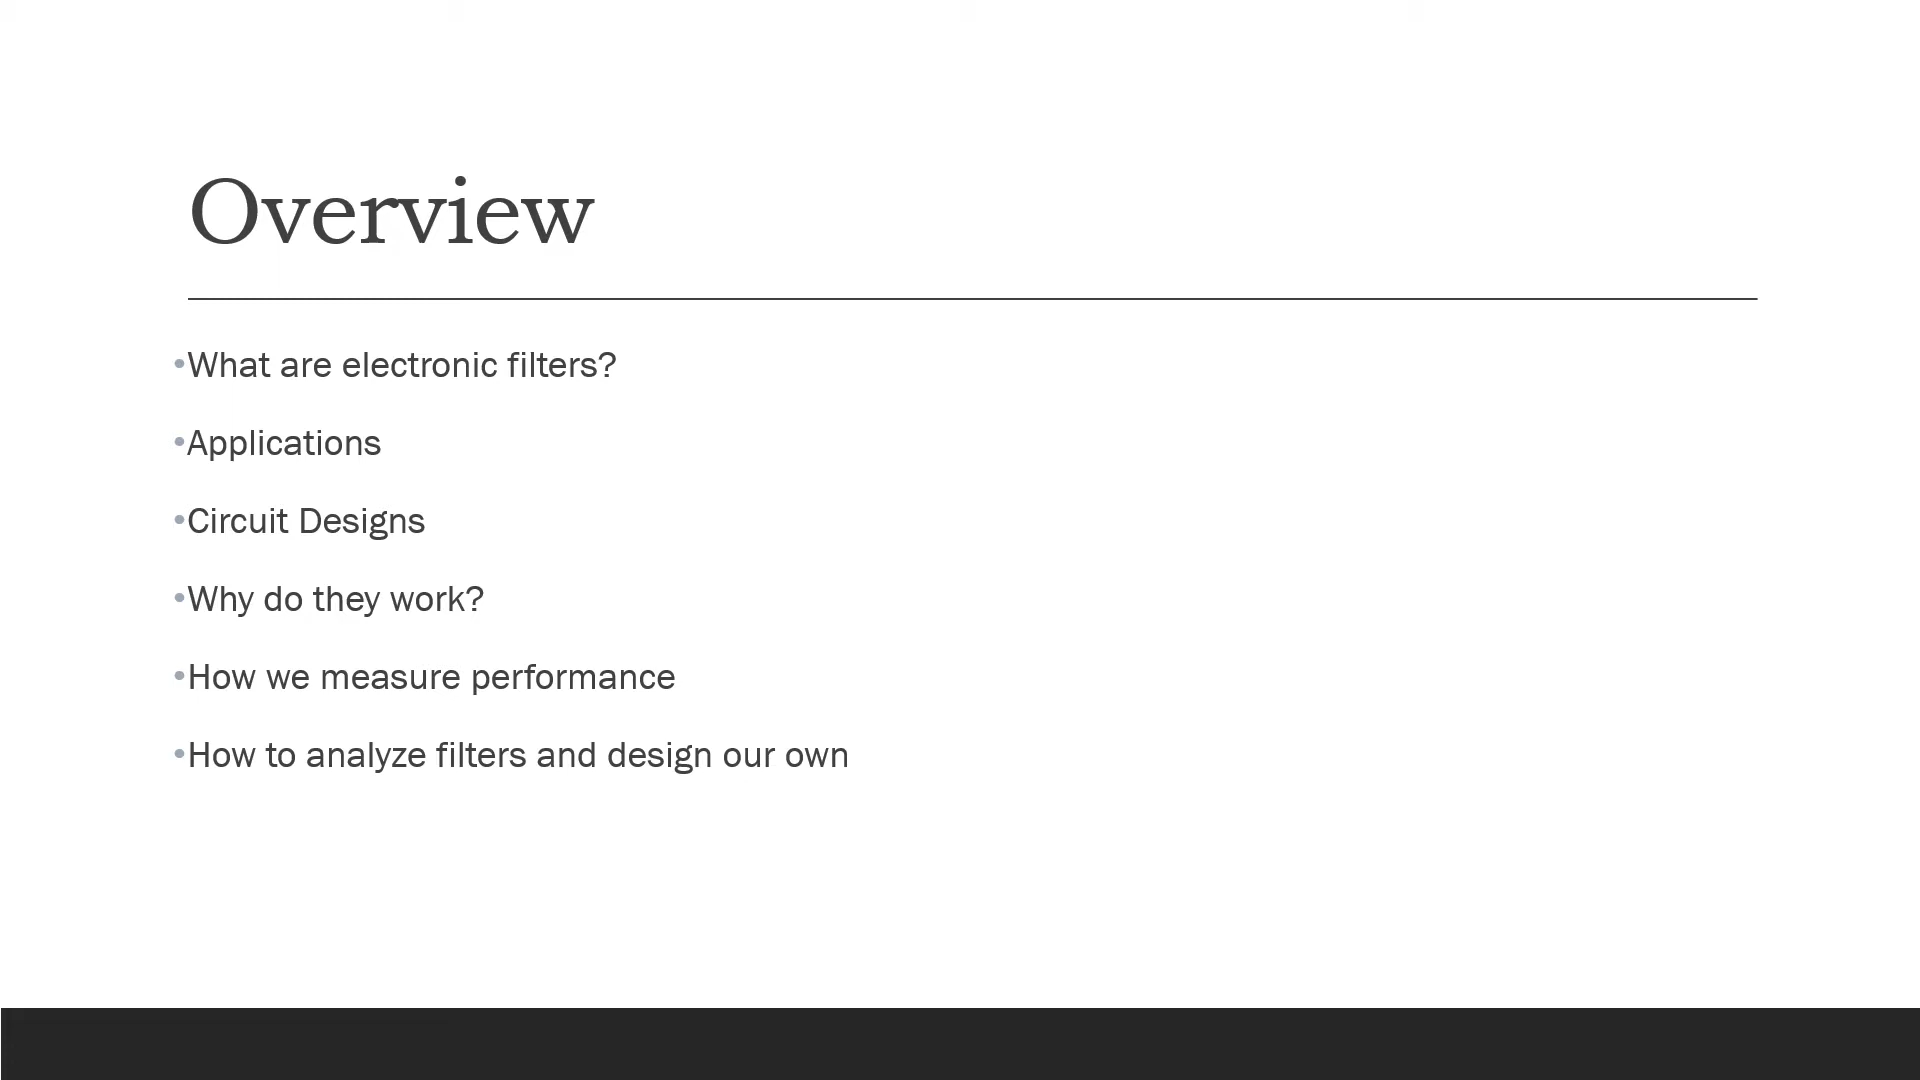 Overview
•What are electronic filters?
•Applications
•Circuit Designs
•Why do they work?
•How we measure performance
•How to analyze filters and design our own